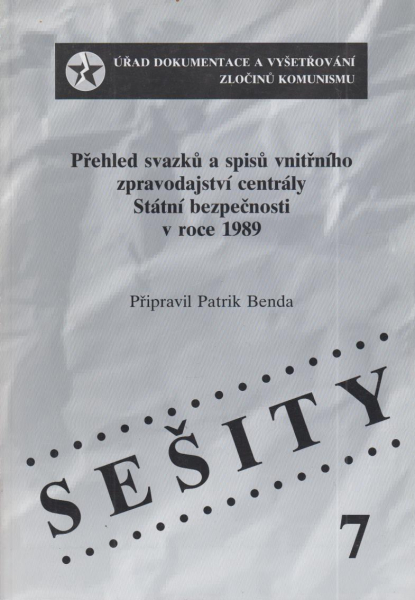 ÚŘAD DOKUMENTACE A VYŠETŘOVÁNÍ
ZLOČINŮ KOMUNISMU
Přehled svazků a spisů vnitřního
zpravodajství centrály
Státní bezpečnosti
v roce 1989
Připravil Patrik Benda
SEŠITY
7